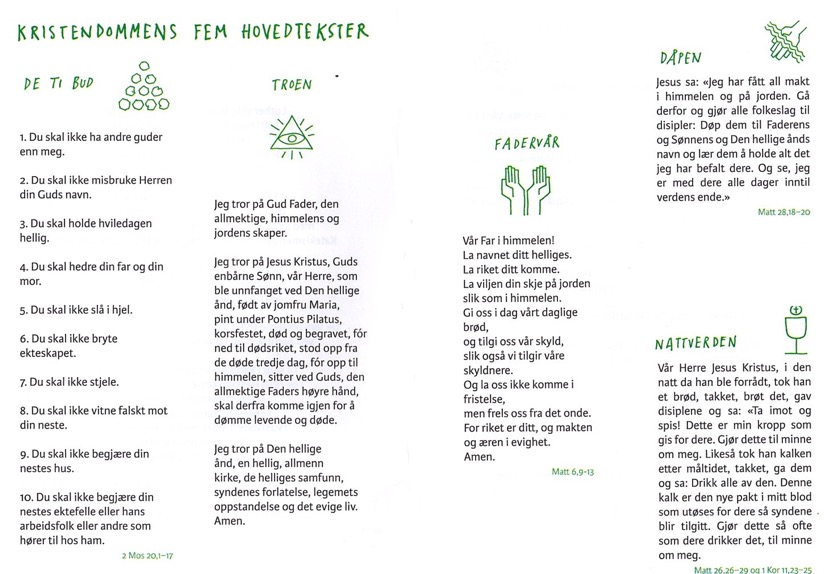 KRISTENDOMMENS FEM HOVEDTEKSTER
DE TI BUD
1. Du skal ikke ha andre guder
enn meg.
2. Du skal ikke misbruke Herren
din Guds navn.
3. Du skal holde hviledagen
hellig.
4. Du skal hedre din far og din
mor.
5. Du skal ikke slå i hjel.
6. Du skal ikke bryte
ekteskapet.
7. Du skal ikke stjele.
8. Du skal ikke vitne falskt mot
din neste.
9. Du skal ikke begjære din
nestes hus.
10. Du skal ikke begjære din
nestes ektefelle eller hans
arbeidsfolk eller andre som
hører til hos ham.
2 Mos 20,1–17
TROEN
Jeg tror på Gud Fader, den
allmektige, himmelens og
jordens skaper.
Jeg tror på Jesus Kristus, Guds
enbårne Sønn, vår Herre, som
ble unnfanget ved Den hellige
ånd, født av jomfru Maria,
pint under Pontius Pilatus,
korsfestet, død og begravet, fór
ned til dødsriket, stod opp fra
de døde tredje dag, fór opp til
himmelen, sitter ved Guds, den
allmektige Faders høyre hånd,
skal derfra komme igjen for å
dømme levende og døde.
Jeg tror på Den hellige
ånd, en hellig, allmenn
kirke, de helliges samfunn,
syndenes forlatelse, legemets
oppstandelse og det evige liv.
Amen.
FADERVÅR
Vår Far i himmelen!
La navnet ditt helliges.
La riket ditt komme.
La viljen din skje på jorden
slik som i himmelen.
Gi oss i dag vårt daglige
brød,
og tilgi oss vår skyld,
slik også vi tilgir våre
skyldnere.
Og la oss ikke komme i
fristelse,
men frels oss fra det onde.
For riket er ditt, og makten
og æren i evighet.
Amen.
Matt 6,9-13
DÅPEN
Jesus sa: «Jeg har fått all makt
i himmelen og på jorden. Gå
derfor og gjør alle folkeslag til
disipler: Døp dem til Faderens
og Sønnens og Den hellige ånds
navn og lær dem å holde alt det
jeg har befalt dere. Og se, jeg
er med dere alle dager inntil
verdens ende.»
Matt 28,18–20
NATTVERDEN
Vår Herre Jesus Kristus, i den
natt da han ble forrådt, tok han
et brød, takket, brøt det, gav
disiplene og sa: «Ta imot og
spis! Dette er min kropp som
gis for dere. Gjør dette til minne
om meg. Likeså tok han kalken
etter måltidet, takket, ga dem
og sa: Drikk alle av den. Denne
kalk er den nye pakt i mitt blod
som utøses for dere så syndene
blir tilgitt. Gjør dette så ofte
som dere drikker det, til minne
om meg.
Matt 26,26–29 og 1 Kor 11,23–25